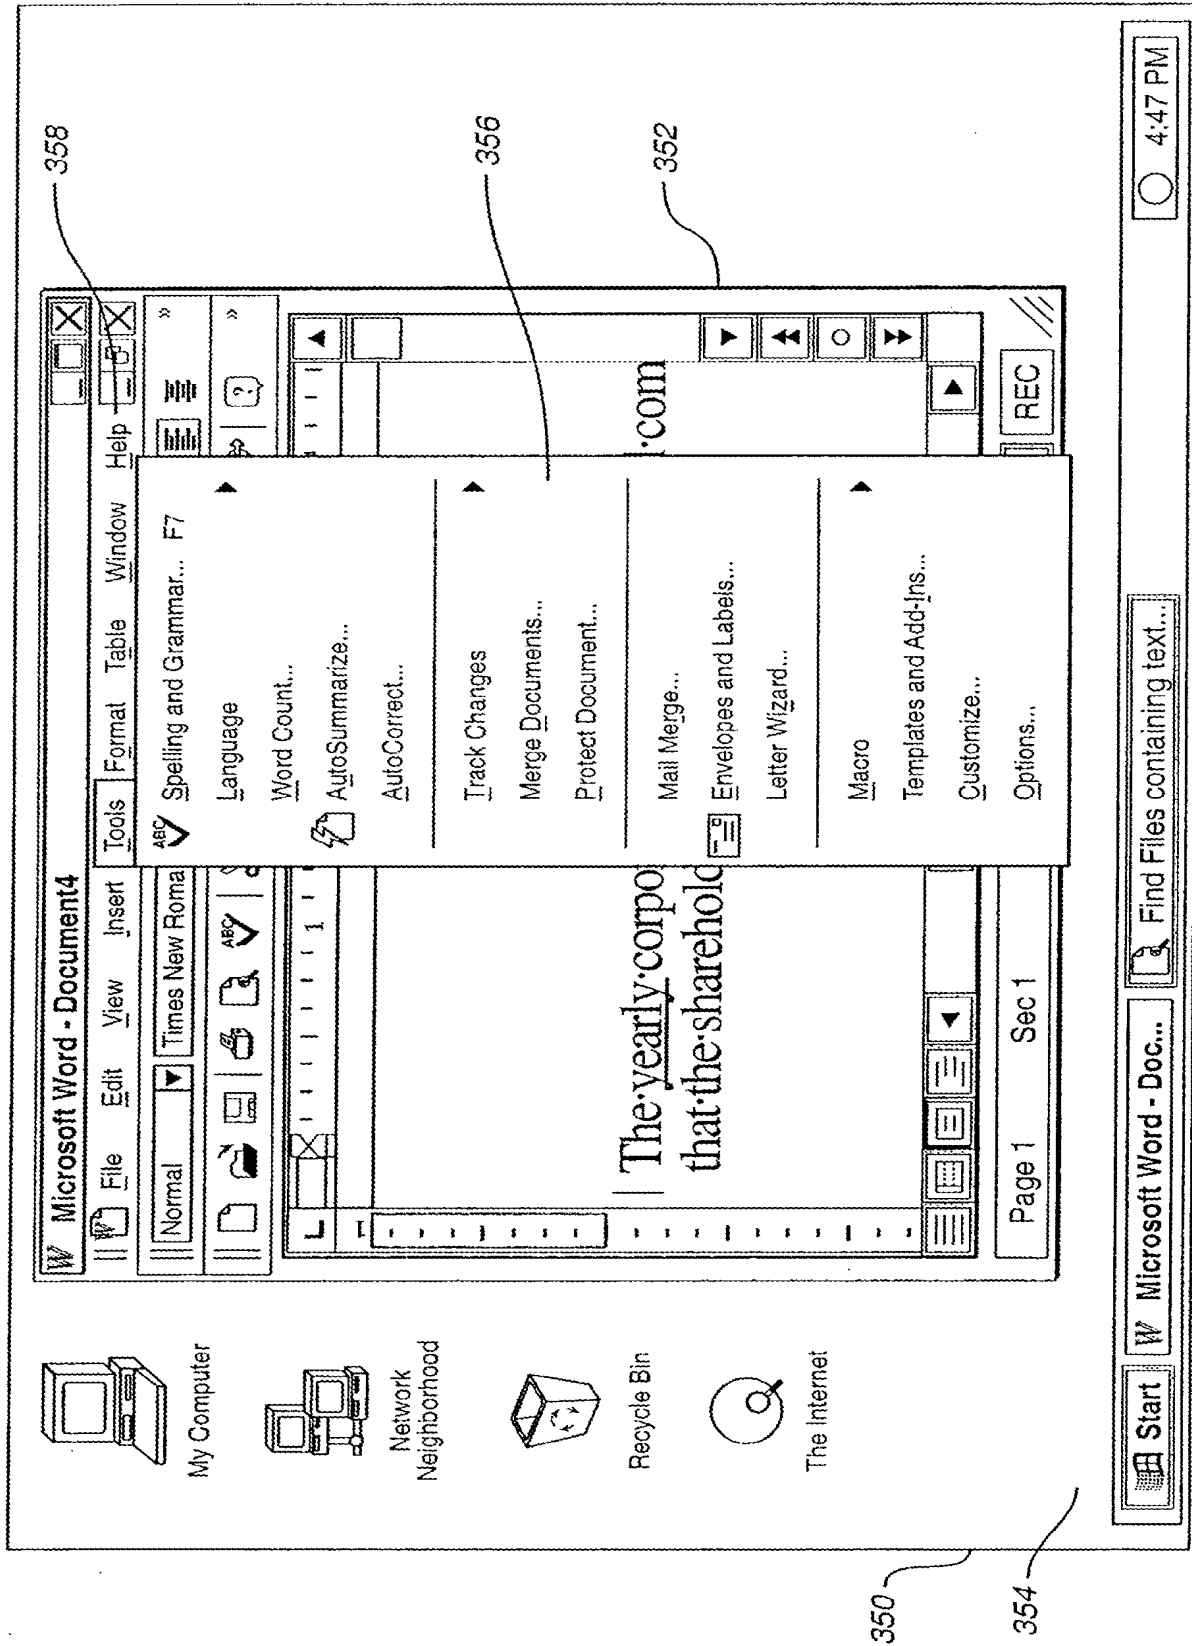 W Microsoft Word - Document4
File Edit View Insert Tools Format Table Window Help
Normal Times New Roma
»
ABC
?
»
L 1
The·yearly·corpo l·com
that·the·sharehold
Page 1 Sec 1 REC
ABC Spelling and Grammar... F7
Language
Word Count...
AutoSummarize...
AutoCorrect...
Track Changes
Merge Documents...
Protect Document...
Mail Merge...
Envelopes and Labels...
Letter Wizard...
Macro
Templates and Add-Ins...
Customize...
Options...
My Computer
Network
Neighborhood
Recycle Bin
The Internet
Start W Microsoft Word - Doc... Find Files containing text... 4:47 PM
358
356
352
350
354